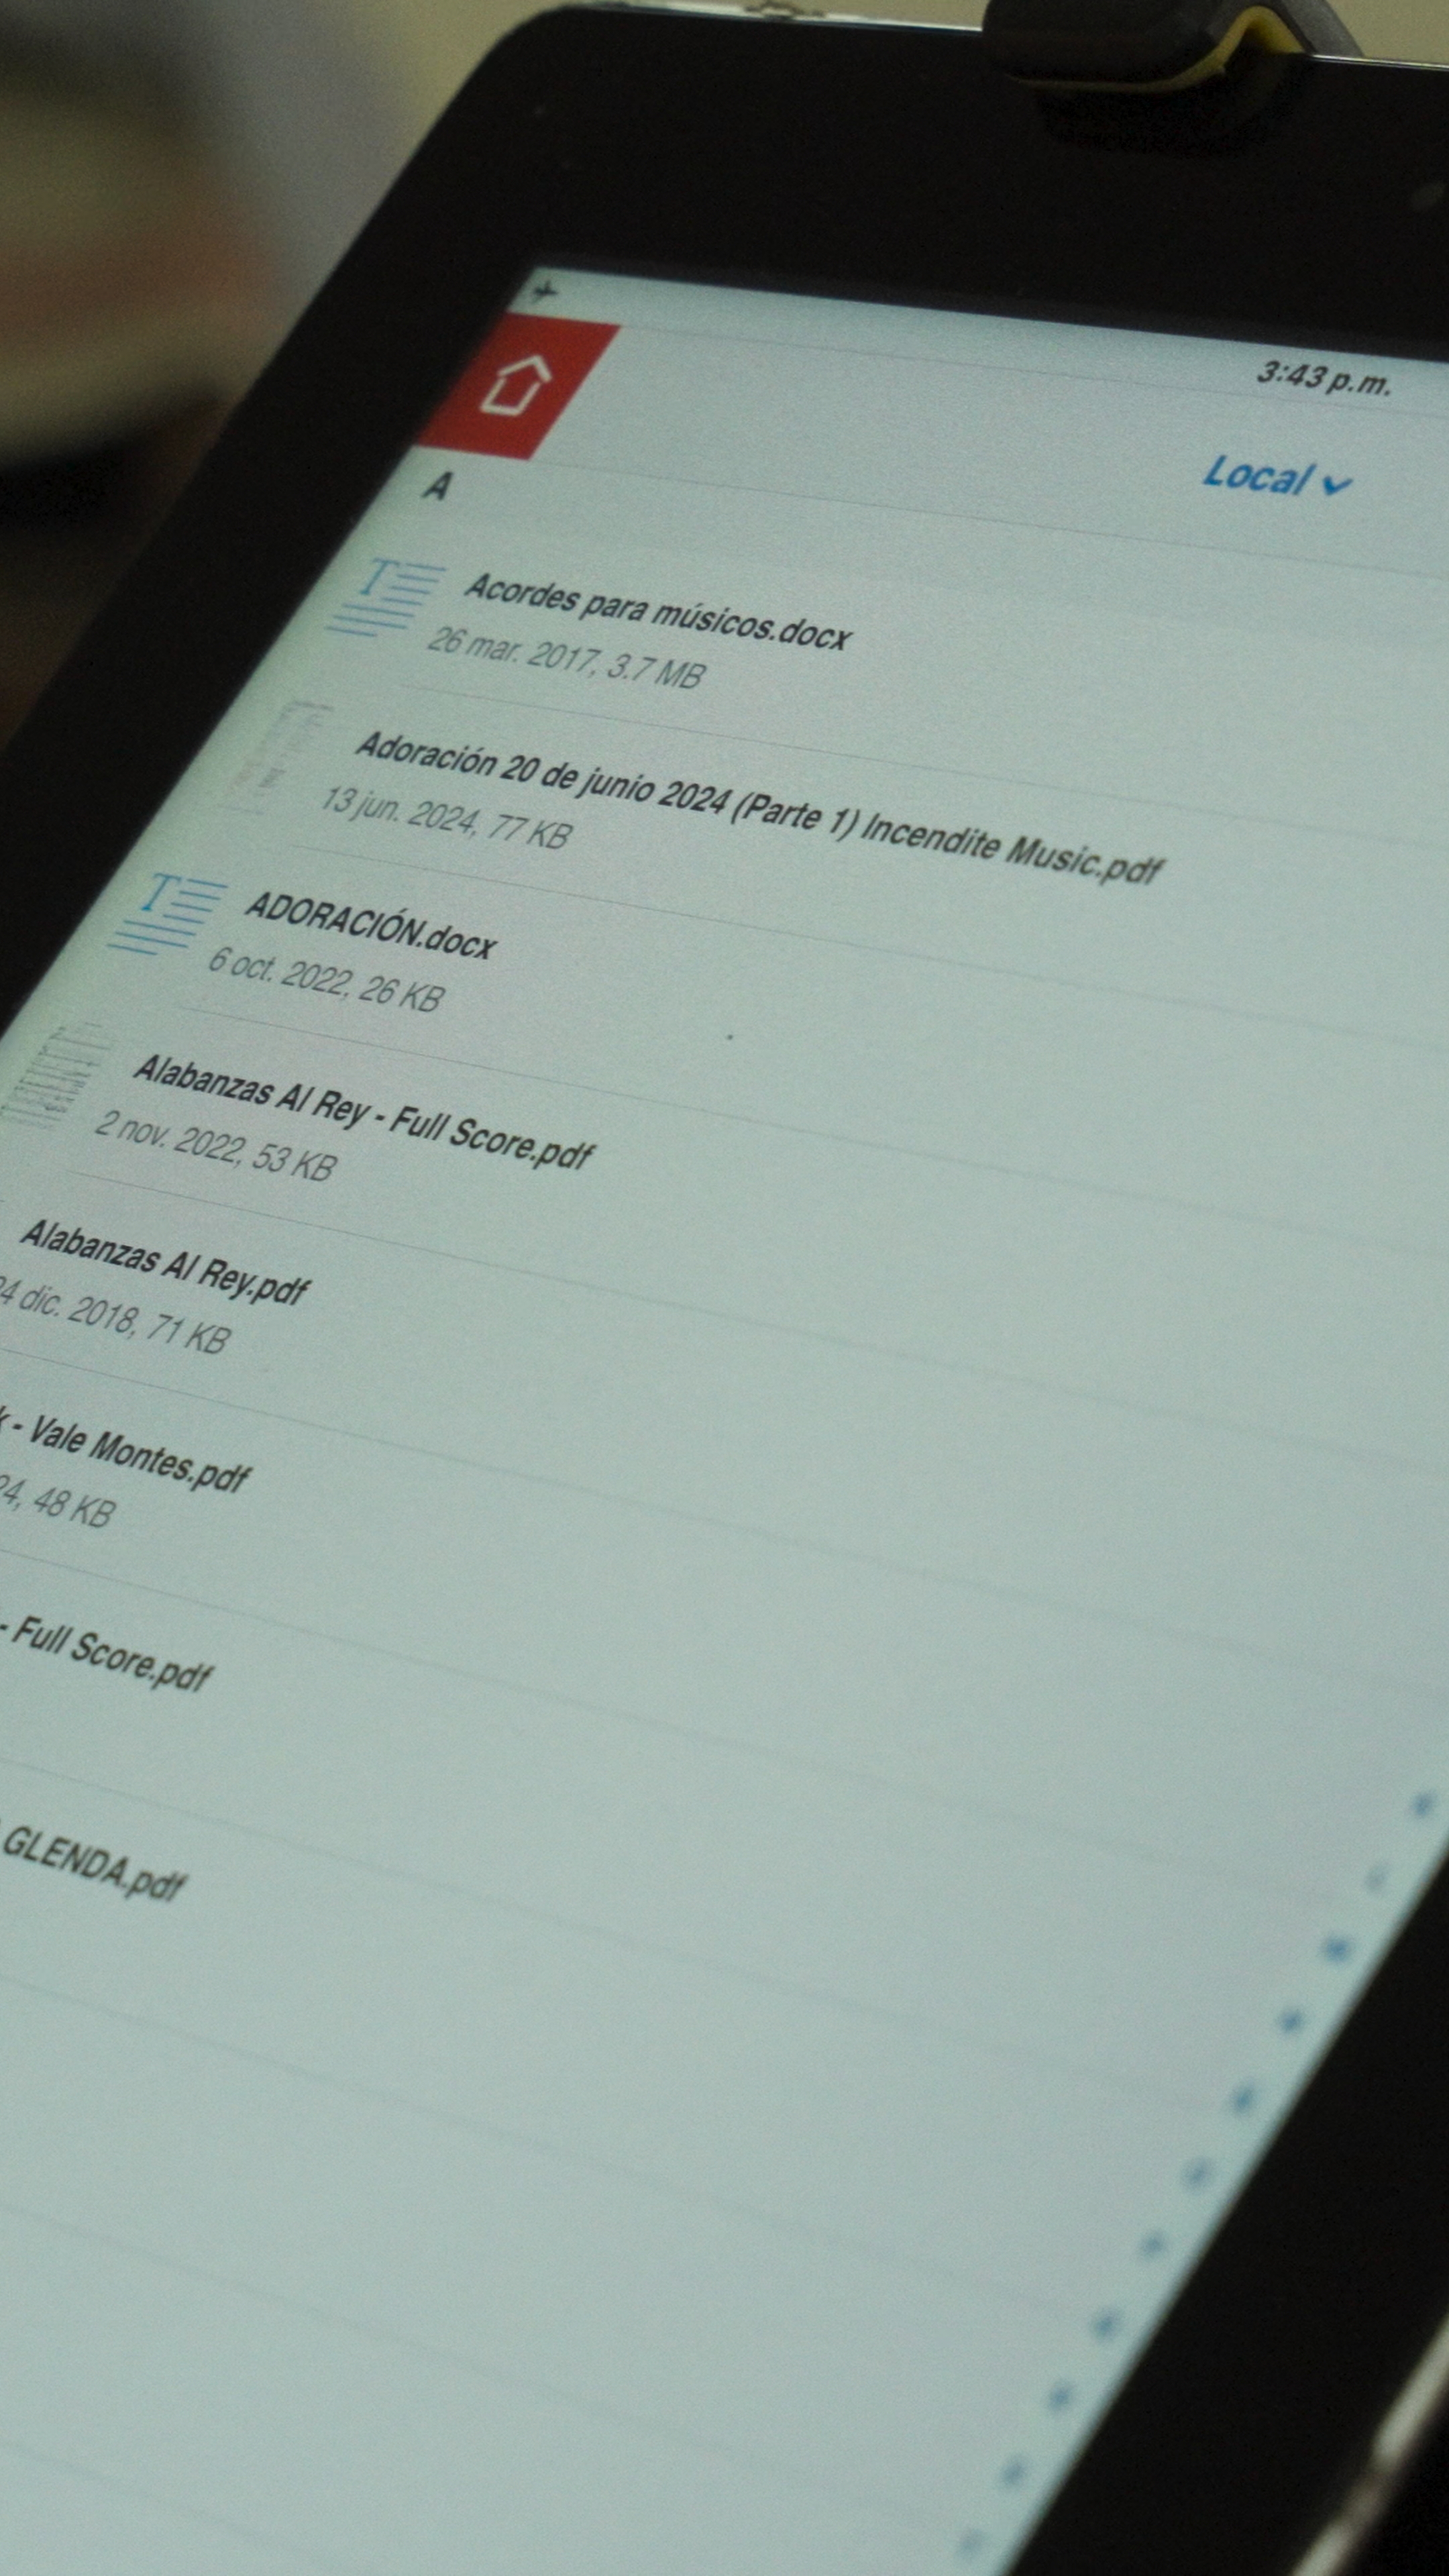 3:43 p.m.
Local
A
Acordes para músicos.docx
26 mar. 2017, 3.7 MB
Adoración 20 de junio 2024 (Parte 1) Incendite Music.pdf
13 jun. 2024, 77 KB
ADORACIÓN.docx
6 oct. 2022, 26 KB
Alabanzas Al Rey - Full Score.pdf
2 nov. 2022, 53 KB
Alabanzas Al Rey.pdf
4 dic. 2018, 71 KB
- Vale Montes.pdf
48 KB
- Full Score.pdf
GLENDA.pdf